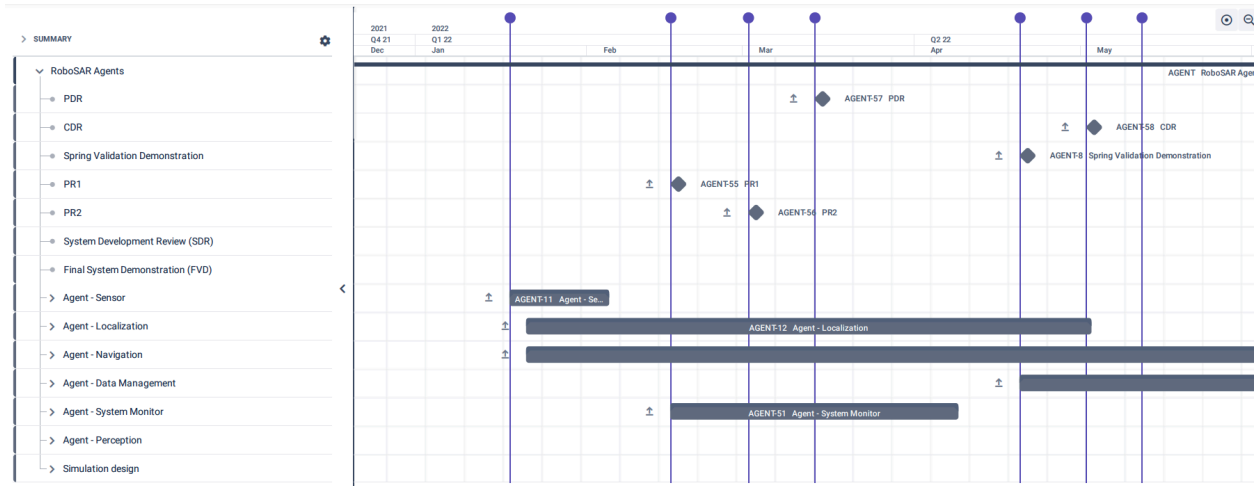 2021 2022
SUMMARY Q4 21 Q1 22 Q2 22
Dec Jan Feb Mar Apr May
RoboSAR Agents AGENT RoboSAR Agen
PDR AGENT-57 PDR
CDR AGENT-58 CDR
Spring Validation Demonstration AGENT-8 Spring Validation Demonstration
PR1 AGENT-55 PR1
PR2 AGENT-56 PR2
System Development Review (SDR)
Final System Demonstration (FVD)
Agent - Sensor AGENT-11 Agent - Se...
Agent - Localization AGENT-12 Agent - Localization
Agent - Navigation
Agent - Data Management
Agent - System Monitor AGENT-51 Agent - System Monitor
Agent - Perception
Simulation design